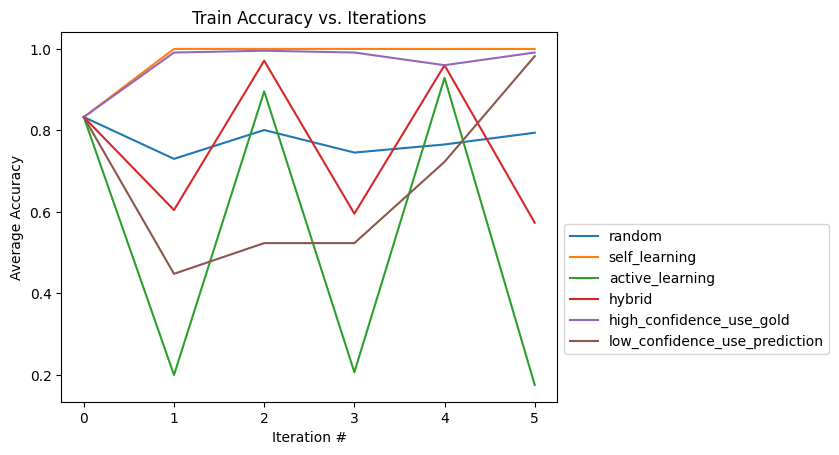 Train Accuracy vs. Iterations
Average Accuracy
1.0
0.8
0.6
0.4
0.2
0 1 2 3 4 5
Iteration #
random
self_learning
active_learning
hybrid
high_confidence_use_gold
low_confidence_use_prediction